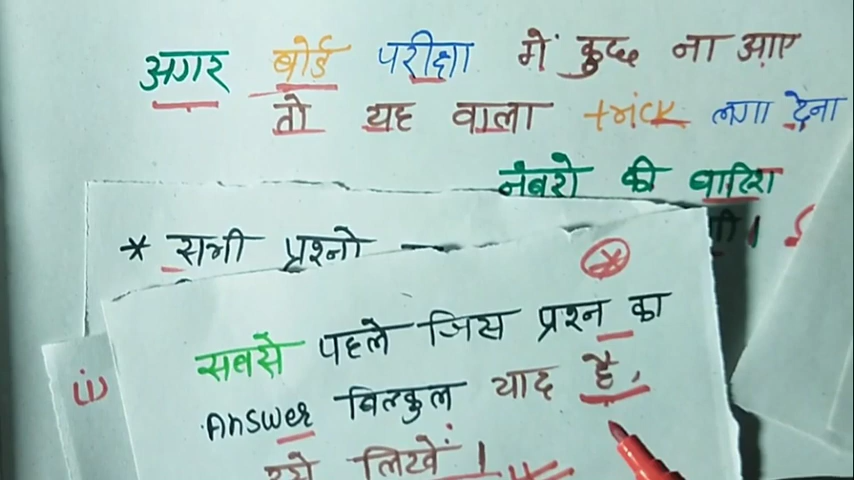 अगर बोर्ड परीक्षा में कुछ ना आए
तो यह वाला trick लगा देना
नंबरो की बारिश
* सभी प्रश्नो —
सबसे पहले जिस प्रश्न का
Answer बिल्कुल याद है,
लिखें।
(i)